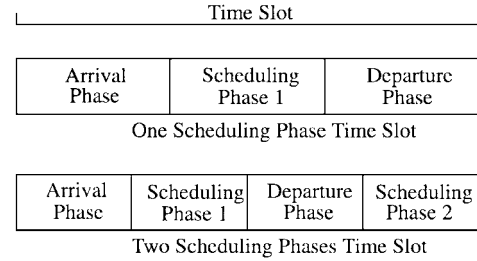 Time Slot
Arrival Scheduling Departure
Phase Phase 1 Phase
One Scheduling Phase Time Slot
Arrival Scheduling Departure Scheduling
Phase Phase 1 Phase Phase 2
Two Scheduling Phases Time Slot